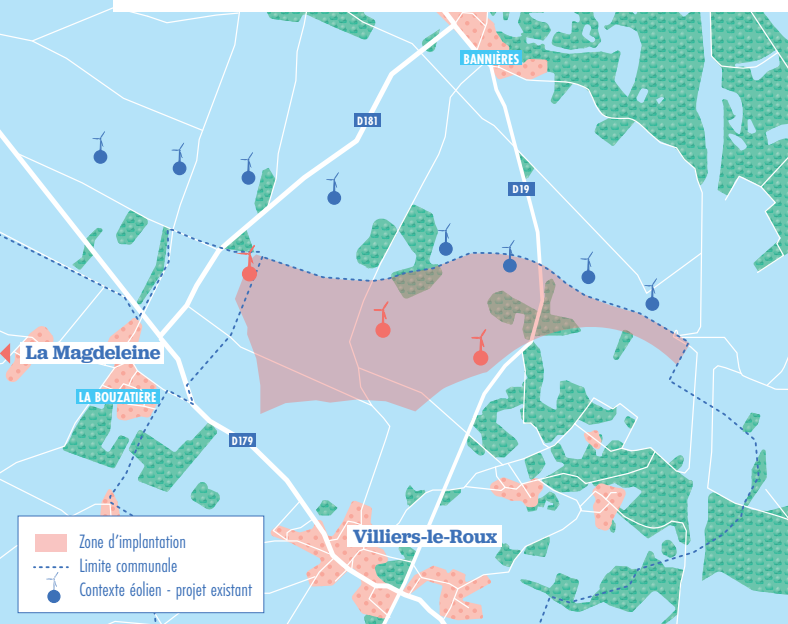 BANNIÈRES
D181
D19
La Magdeleine
LA BOUZATIÈRE
D179
Villiers-le-Roux
Zone d'implantation
Limite communale
Contexte éolien - projet existant